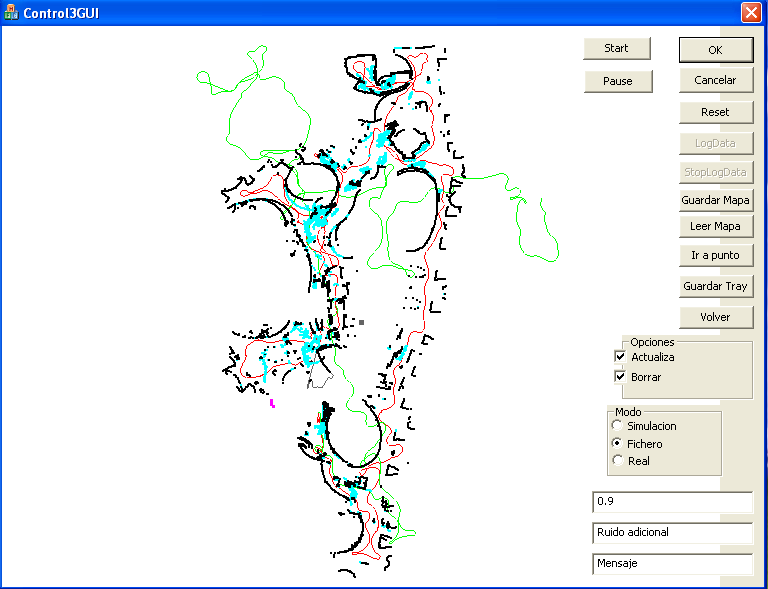 Control3GUI
Start
OK
Pause
Cancelar
Reset
LogData
StopLogData
Guardar Mapa
Leer Mapa
Ir a punto
Guardar Tray
Volver
Opciones
Actualiza
Borrar
Modo
Simulacion
Fichero
Real
0.9
Ruido adicional
Mensaje